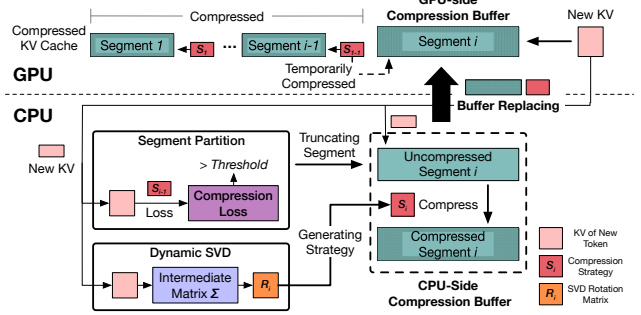 Compressed
GPU-side
Compression Buffer
New KV
Compressed
KV Cache
Segment 1
S1
...
Segment i-1
Si-1
Segment i
Temporarily
Compressed
GPU
Buffer Replacing
CPU
New KV
Segment Partition
> Threshold
Si-1
Loss
Compression
Loss
Truncating
Segment
Uncompressed
Segment i
Si
Compress
Compressed
Segment i
Generating
Strategy
Dynamic SVD
Intermediate
Matrix Σ
Ri
CPU-Side
Compression Buffer
KV of New
Token
Si
Compression
Strategy
Ri
SVD Rotation
Matrix